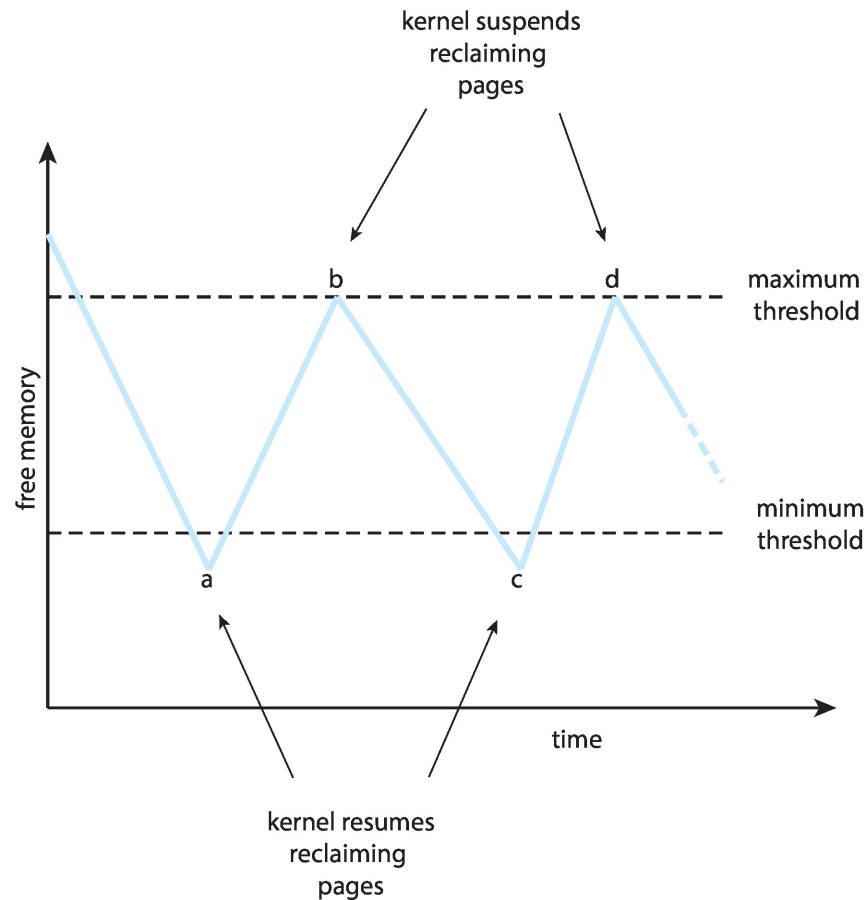 kernel suspends
reclaiming
pages
b
d
maximum
threshold
free memory
minimum
threshold
a
c
time
kernel resumes
reclaiming
pages